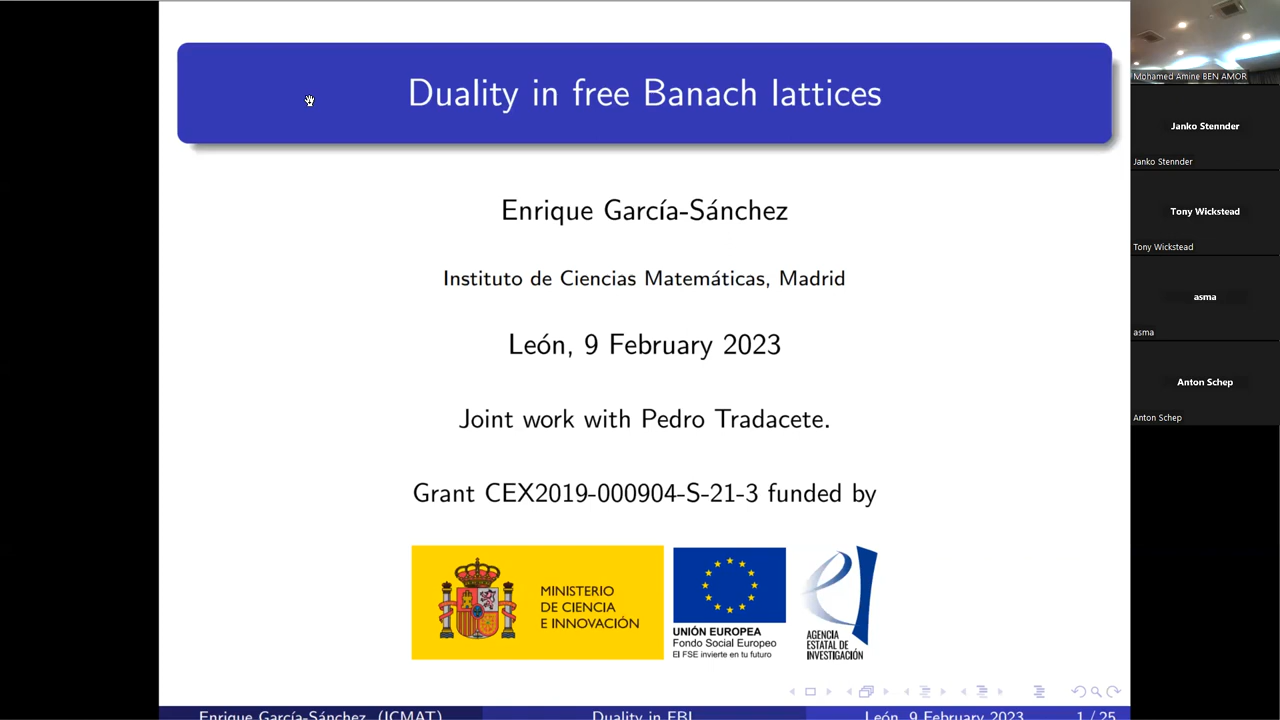 Duality in free Banach lattices
Enrique García-Sánchez
Instituto de Ciencias Matemáticas, Madrid
León, 9 February 2023
Joint work with Pedro Tradacete.
Grant CEX2019-000904-S-21-3 funded by
MINISTERIO
DE CIENCIA
E INNOVACIÓN
UNIÓN EUROPEA
Fondo Social Europeo
El FSE invierte en tu futuro
AGENCIA
ESTATAL DE
INVESTIGACIÓN
Enrique García-Sánchez (ICMAT)
Duality in FBL
León, 9 February 2023
1 / 25
Mohamed Amine BEN AMOR
Janko Stennder
Janko Stennder
Tony Wickstead
Tony Wickstead
asma
asma
Anton Schep
Anton Schep